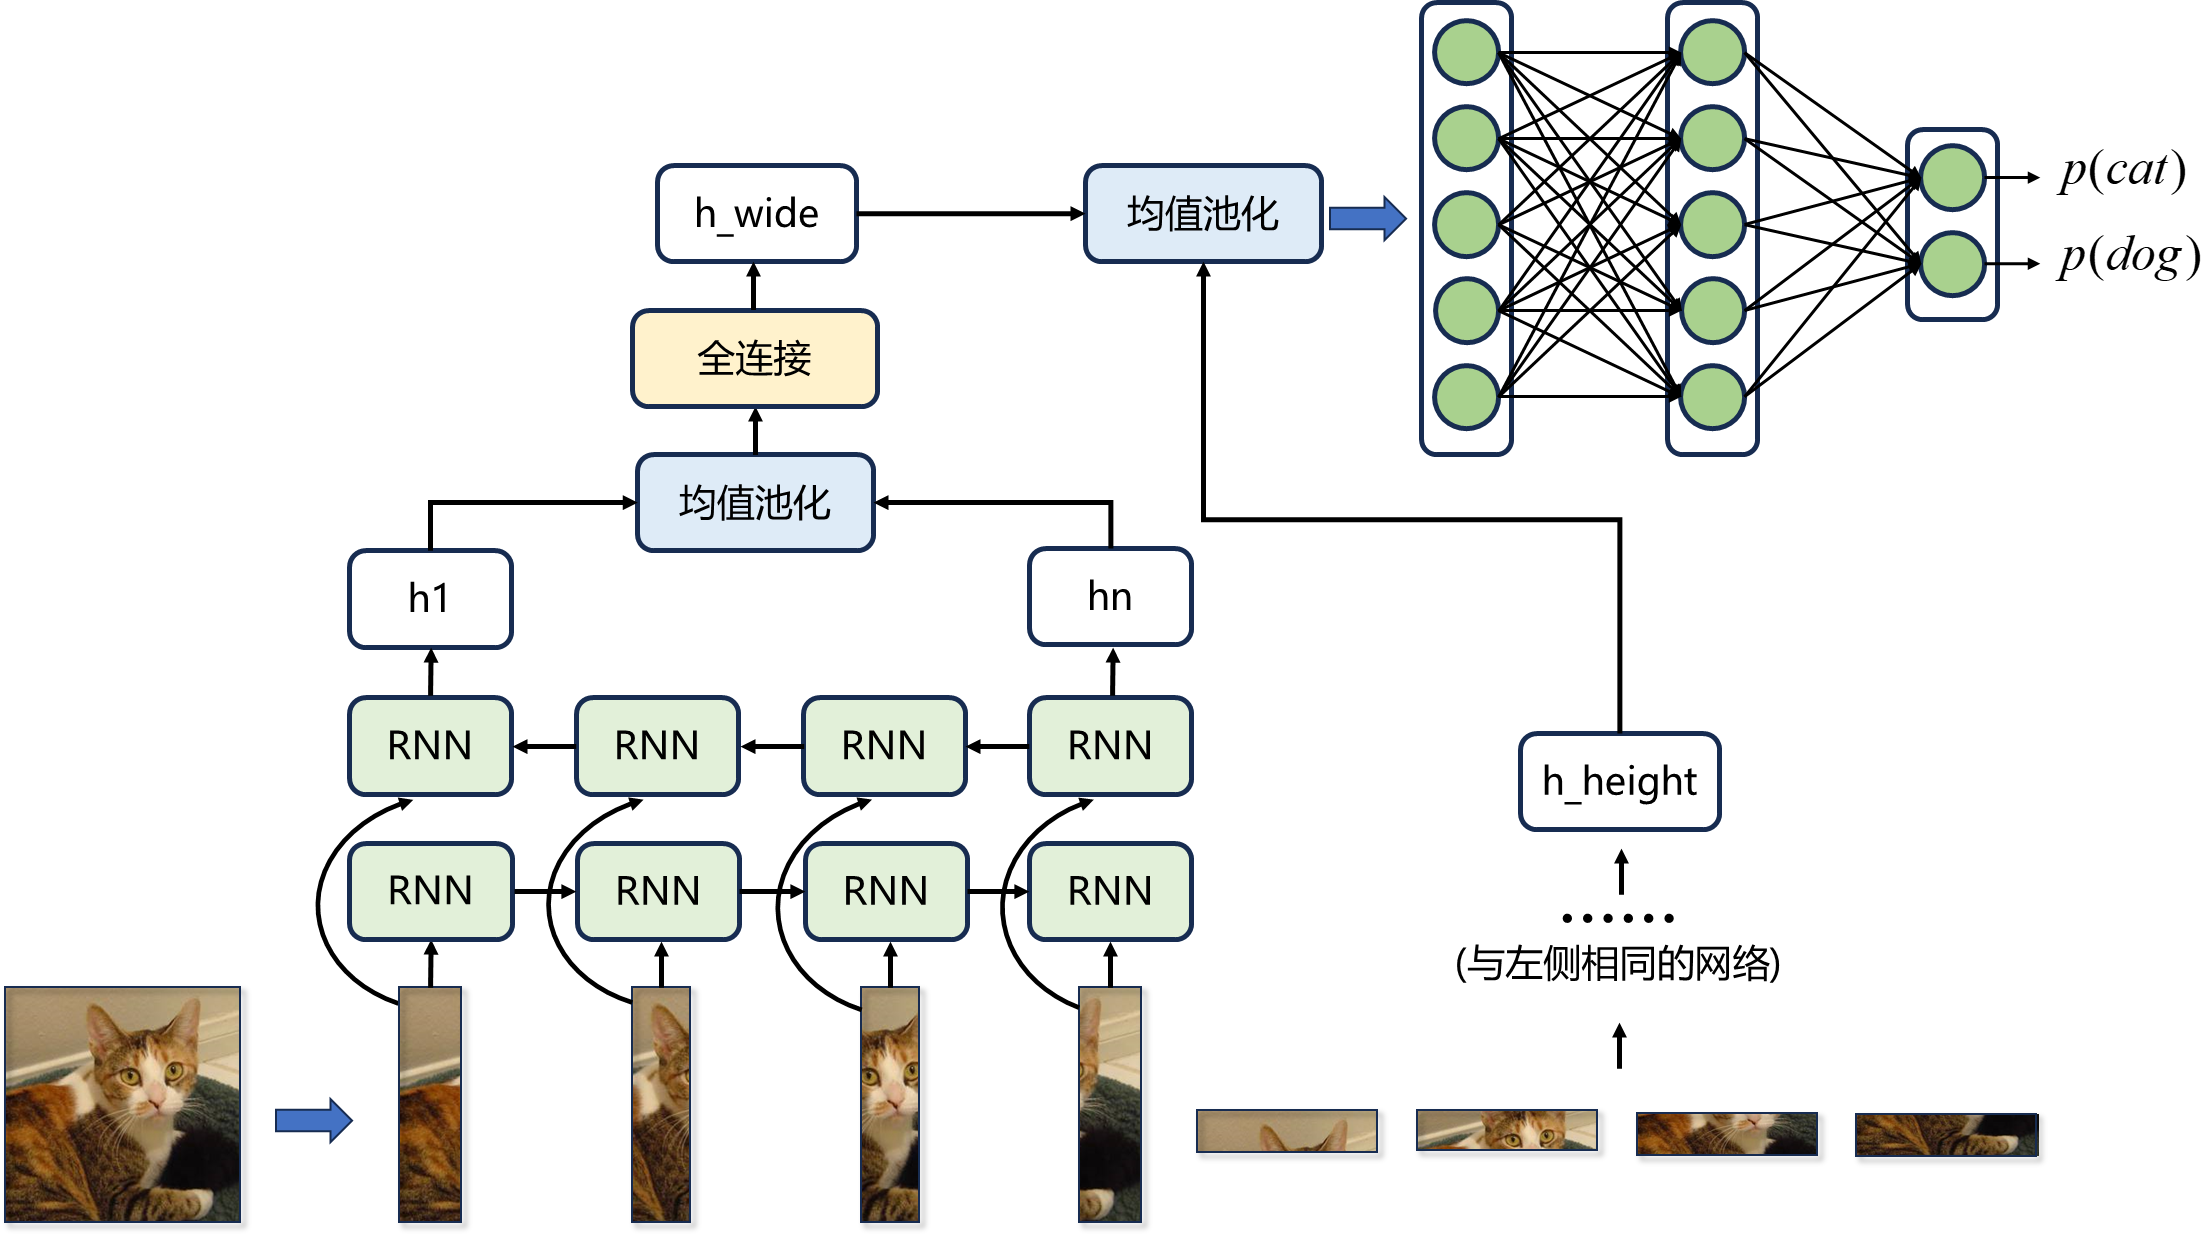 p(cat)
h_wide
均值池化
p(dog)
全连接
均值池化
h1
hn
RNN
RNN
RNN
RNN
h_height
RNN
RNN
RNN
RNN
······
(与左侧相同的网络)